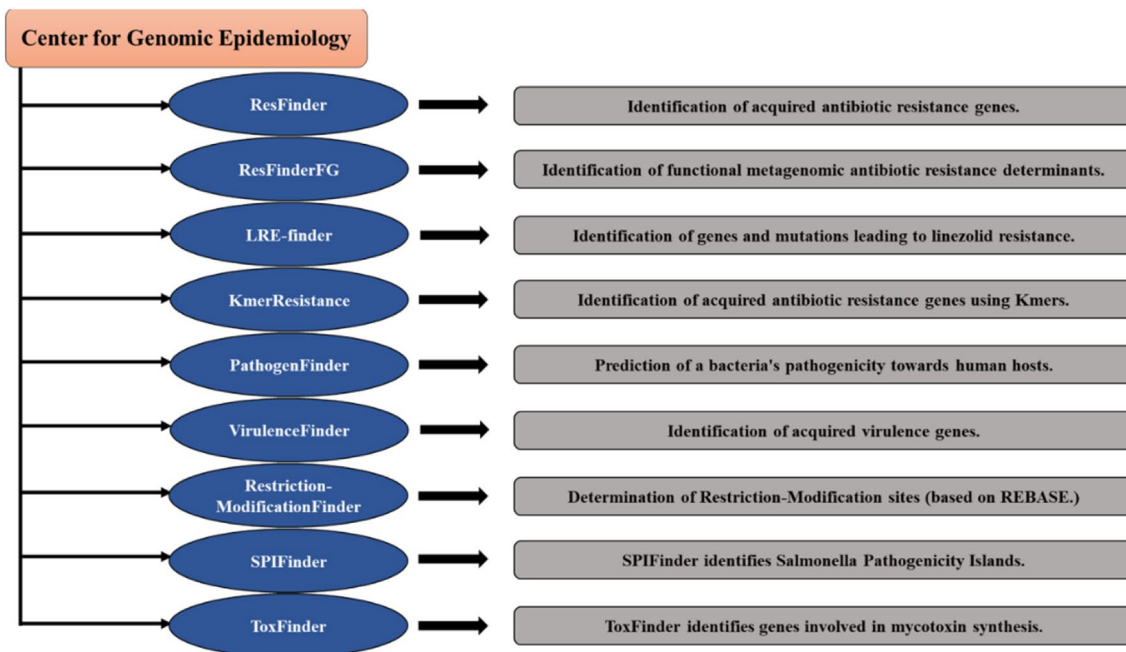 Center for Genomic Epidemiology
ResFinder
Identification of acquired antibiotic resistance genes.
ResFinderFG
Identification of functional metagenomic antibiotic resistance determinants.
LRE-finder
Identification of genes and mutations leading to linezolid resistance.
KmerResistance
Identification of acquired antibiotic resistance genes using Kmers.
PathogenFinder
Prediction of a bacteria's pathogenicity towards human hosts.
VirulenceFinder
Identification of acquired virulence genes.
Restriction-
ModificationFinder
Determination of Restriction-Modification sites (based on REBASE.)
SPIFinder
SPIFinder identifies Salmonella Pathogenicity Islands.
ToxFinder
ToxFinder identifies genes involved in mycotoxin synthesis.